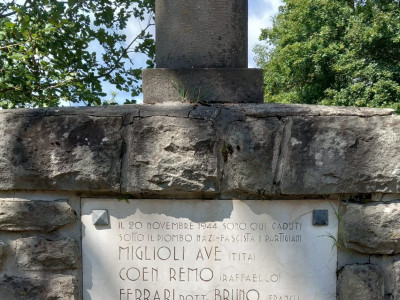 IL 20 NOVEMBRE 1944 SONO QUI CADUTI
SOTTO IL PIOMBO NAZI-FASCISTA I PARTIGIANI
MIGLIOLI AVE (TITA)
COEN REMO (RAFFAELLO)
FERRARI DOTT. BRUNO